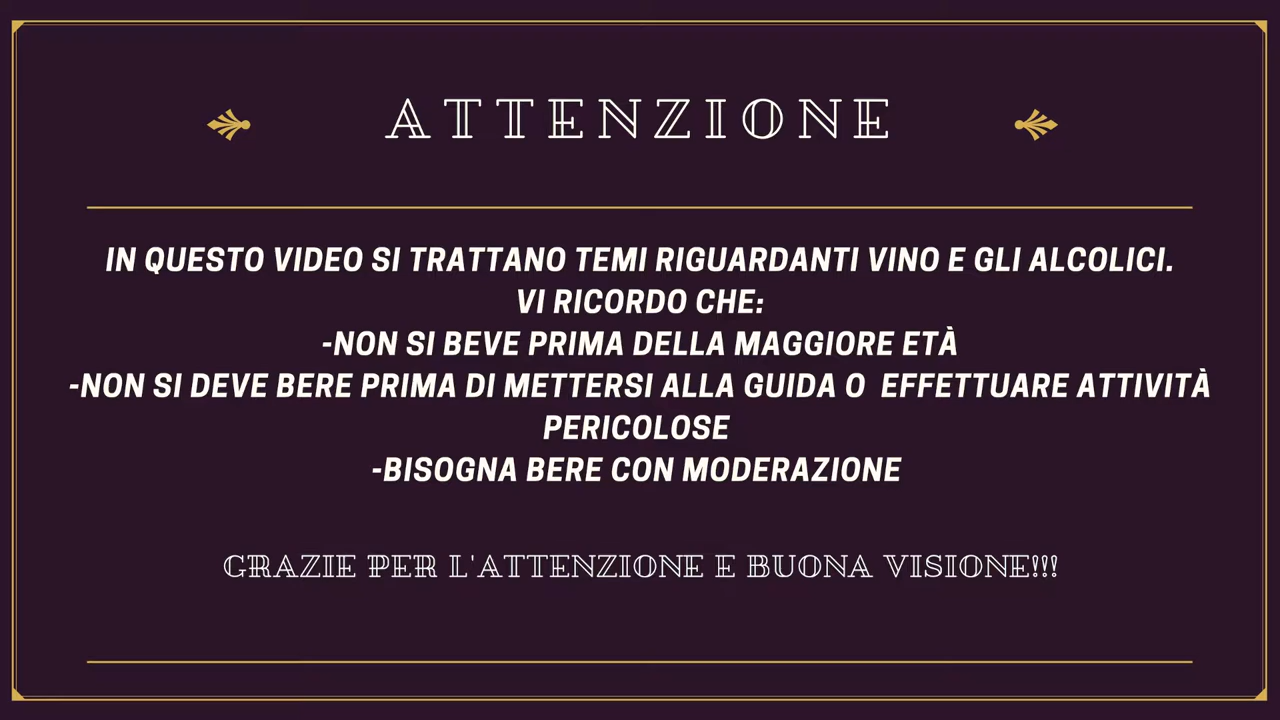 ATTENZIONE
IN QUESTO VIDEO SI TRATTANO TEMI RIGUARDANTI VINO E GLI ALCOLICI.
VI RICORDO CHE:
-NON SI BEVE PRIMA DELLA MAGGIORE ETÀ
-NON SI DEVE BERE PRIMA DI METTERSI ALLA GUIDA O EFFETTUARE ATTIVITÀ
PERICOLOSE
-BISOGNA BERE CON MODERAZIONE
GRAZIE PER L'ATTENZIONE E BUONA VISIONE!!!